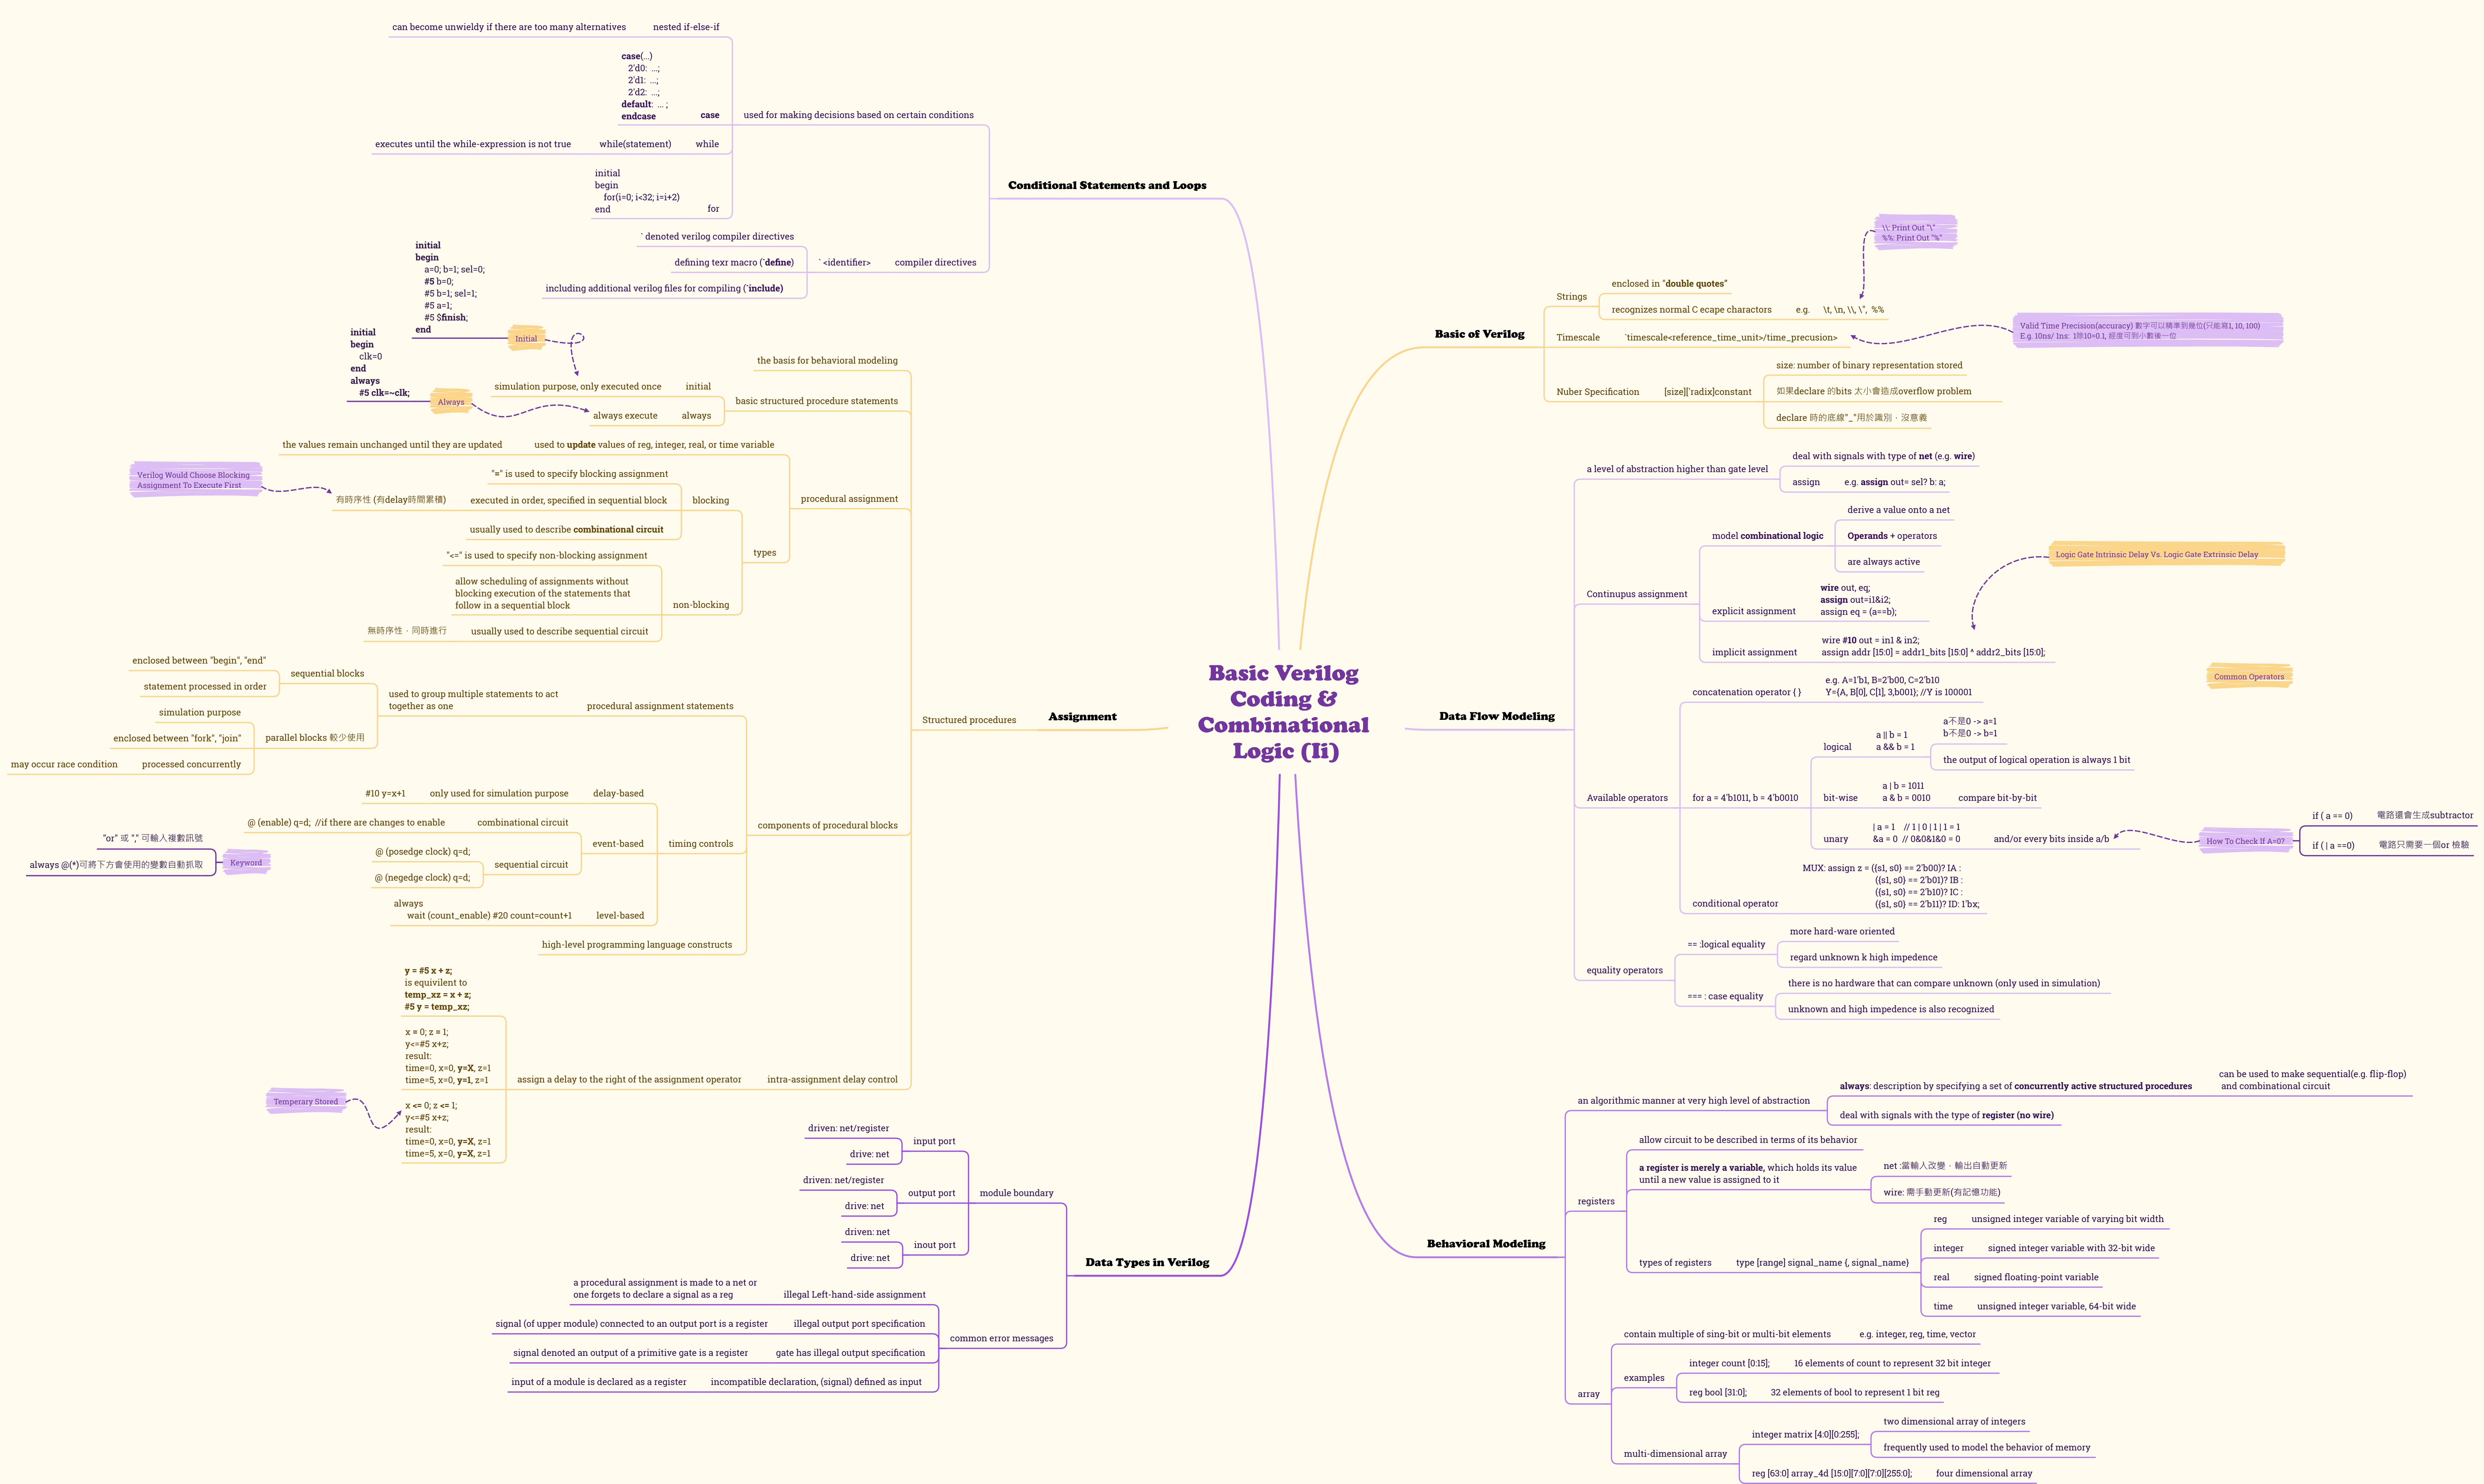 Basic Verilog
Coding &
Combinational
Logic (Ii)
Conditional Statements and Loops
used for making decisions based on certain conditions
nested if-else-if
can become unwieldy if there are too many alternatives
case
case(...)
2'd0: ...;
2'd1: ...;
2'd2: ...;
default: ... ;
endcase
while
while(statement)
executes until the while-expression is not true
for
initial
begin
for(i=0; i<32; i=i+2)
end
compiler directives
` <identifier>
` denoted verilog compiler directives
defining texr macro (`define)
including additional verilog files for compiling (`include)
Basic of Verilog
Strings
enclosed in "double quotes"
recognizes normal C ecape charactors
e.g. \t, \n, \\, \", %%
\\: Print Out "\"
%%: Print Out "%"
Timescale
`timescale<reference_time_unit>/time_precusion>
Valid Time Precision(accuracy) 數字可以精準到幾位(只能寫1, 10, 100)
E.g. 10ns/ 1ns: 1除10=0.1, 經度可到小數後一位
Nuber Specification
[size]['radix]constant
size: number of binary representation stored
如果declare 的bits 太小會造成overflow problem
declare 時的底線"_"用於識別，沒意義
Assignment
Structured procedures
the basis for behavioral modeling
basic structured procedure statements
initial
simulation purpose, only executed once
Initial
initial
begin
a=0; b=1; sel=0;
#5 b=0;
#5 b=1; sel=1;
#5 a=1;
#5 $finish;
end
always
always execute
Always
initial
begin
clk=0
end
always
#5 clk=~clk;
procedural assignment
used to update values of reg, integer, real, or time variable
the values remain unchanged until they are updated
types
blocking
"=" is used to specify blocking assignment
executed in order, specified in sequential block
有時序性 (有delay時間累積)
Verilog Would Choose Blocking
Assignment To Execute First
usually used to describe combinational circuit
non-blocking
"<=" is used to specify non-blocking assignment
allow scheduling of assignments without
blocking execution of the statements that
follow in a sequential block
usually used to describe sequential circuit
無時序性，同時進行
components of procedural blocks
procedural assignment statements
used to group multiple statements to act
together as one
sequential blocks
enclosed between "begin", "end"
statement processed in order
parallel blocks 較少使用
simulation purpose
enclosed between "fork", "join"
processed concurrently
may occur race condition
timing controls
delay-based
only used for simulation purpose
#10 y=x+1
event-based
combinational circuit
@ (enable) q=d; //if there are changes to enable
sequential circuit
@ (posedge clock) q=d;
@ (negedge clock) q=d;
Keyword
"or" 或 "," 可輸入複數訊號
always @(*)可將下方會使用的變數自動抓取
level-based
always
wait (count_enable) #20 count=count+1
high-level programming language constructs
intra-assignment delay control
assign a delay to the right of the assignment operator
y = #5 x + z;
is equivilent to
temp_xz = x + z;
#5 y = temp_xz;
x = 0; z = 1;
y<=#5 x+z;
result:
time=0, x=0, y=X, z=1
time=5, x=0, y=1, z=1
x <= 0; z <= 1;
y<=#5 x+z;
result:
time=0, x=0, y=X, z=1
time=5, x=0, y=X, z=1
Temperary Stored
Data Flow Modeling
a level of abstraction higher than gate level
deal with signals with type of net (e.g. wire)
assign
e.g. assign out= sel? b: a;
Continupus assignment
model combinational logic
derive a value onto a net
Operands + operators
are always active
explicit assignment
wire out, eq;
assign out=i1&i2;
assign eq = (a==b);
implicit assignment
wire #10 out = in1 & in2;
assign addr [15:0] = addr1_bits [15:0] ^ addr2_bits [15:0];
Logic Gate Intrinsic Delay Vs. Logic Gate Extrinsic Delay
Common Operators
Available operators
concatenation operator { }
e.g. A=1'b1, B=2'b00, C=2'b10
Y={A, B[0], C[1], 3,b001}; //Y is 100001
for a = 4'b1011, b = 4'b0010
logical
a || b = 1
a && b = 1
a不是0 -> a=1
b不是0 -> b=1
the output of logical operation is always 1 bit
bit-wise
a | b = 1011
a & b = 0010
compare bit-by-bit
unary
| a = 1 // 1 | 0 | 1 | 1 = 1
&a = 0 // 0&0&1&0 = 0
and/or every bits inside a/b
How To Check If A=0?
if ( a == 0)
電路還會生成subtractor
if ( | a ==0)
電路只需要一個or 檢驗
conditional operator
MUX: assign z = ({s1, s0} == 2'b00)? IA :
({s1, s0} == 2'b01)? IB :
({s1, s0} == 2'b10)? IC :
({s1, s0} == 2'b11)? ID: 1'bx;
equality operators
== :logical equality
more hard-ware oriented
regard unknown k high impedence
=== : case equality
there is no hardware that can compare unknown (only used in simulation)
unknown and high impedence is also recognized
Data Types in Verilog
module boundary
input port
driven: net/register
drive: net
output port
driven: net/register
drive: net
inout port
driven: net
drive: net
common error messages
illegal Left-hand-side assignment
a procedural assignment is made to a net or
one forgets to declare a signal as a reg
illegal output port specification
signal (of upper module) connected to an output port is a register
gate has illegal output specification
signal denoted an output of a primitive gate is a register
incompatible declaration, (signal) defined as input
input of a module is declared as a register
Behavioral Modeling
an algorithmic manner at very high level of abstraction
always: description by specifying a set of concurrently active structured procedures
can be used to make sequential(e.g. flip-flop)
and combinational circuit
deal with signals with the type of register (no wire)
registers
allow circuit to be described in terms of its behavior
a register is merely a variable, which holds its value
until a new value is assigned to it
net :當輸入改變，輸出自動更新
wire: 需手動更新(有記憶功能)
types of registers
type [range] signal_name {, signal_name}
reg
unsigned integer variable of varying bit width
integer
signed integer variable with 32-bit wide
real
signed floating-point variable
time
unsigned integer variable, 64-bit wide
array
contain multiple of sing-bit or multi-bit elements
e.g. integer, reg, time, vector
examples
integer count [0:15];
16 elements of count to represent 32 bit integer
reg bool [31:0];
32 elements of bool to represent 1 bit reg
multi-dimensional array
integer matrix [4:0][0:255];
two dimensional array of integers
frequently used to model the behavior of memory
reg [63:0] array_4d [15:0][7:0][7:0][255:0];
four dimensional array